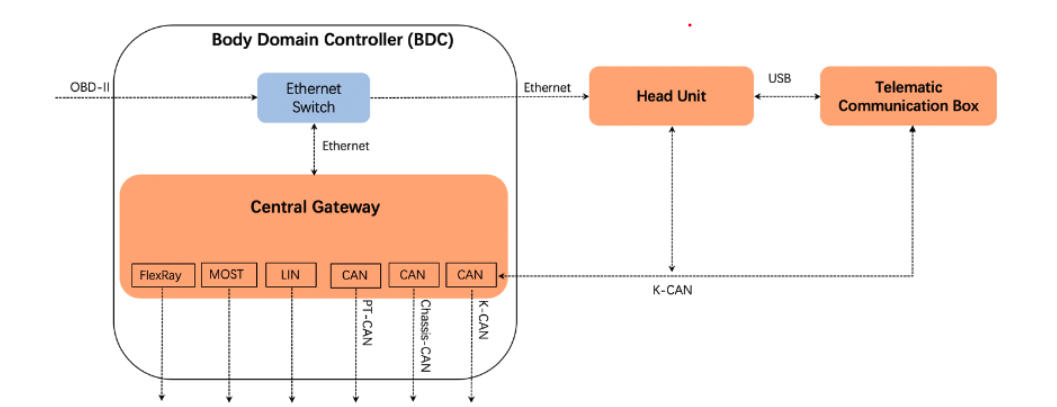 Body Domain Controller (BDC)
OBD-II
Ethernet
Switch
Ethernet
Head Unit
USB
Telematic
Communication Box
Ethernet
Central Gateway
FlexRay
MOST
LIN
CAN
CAN
CAN
K-CAN
PT-CAN
Chassis-CAN
K-CAN